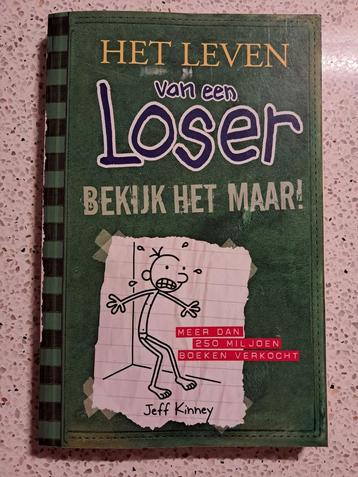 HET LEVEN
van een
Loser
BEKIJK HET MAAR!
MEER DAN
250 MILJOEN
BOEKEN VERKOCHT
Jeff Kinney